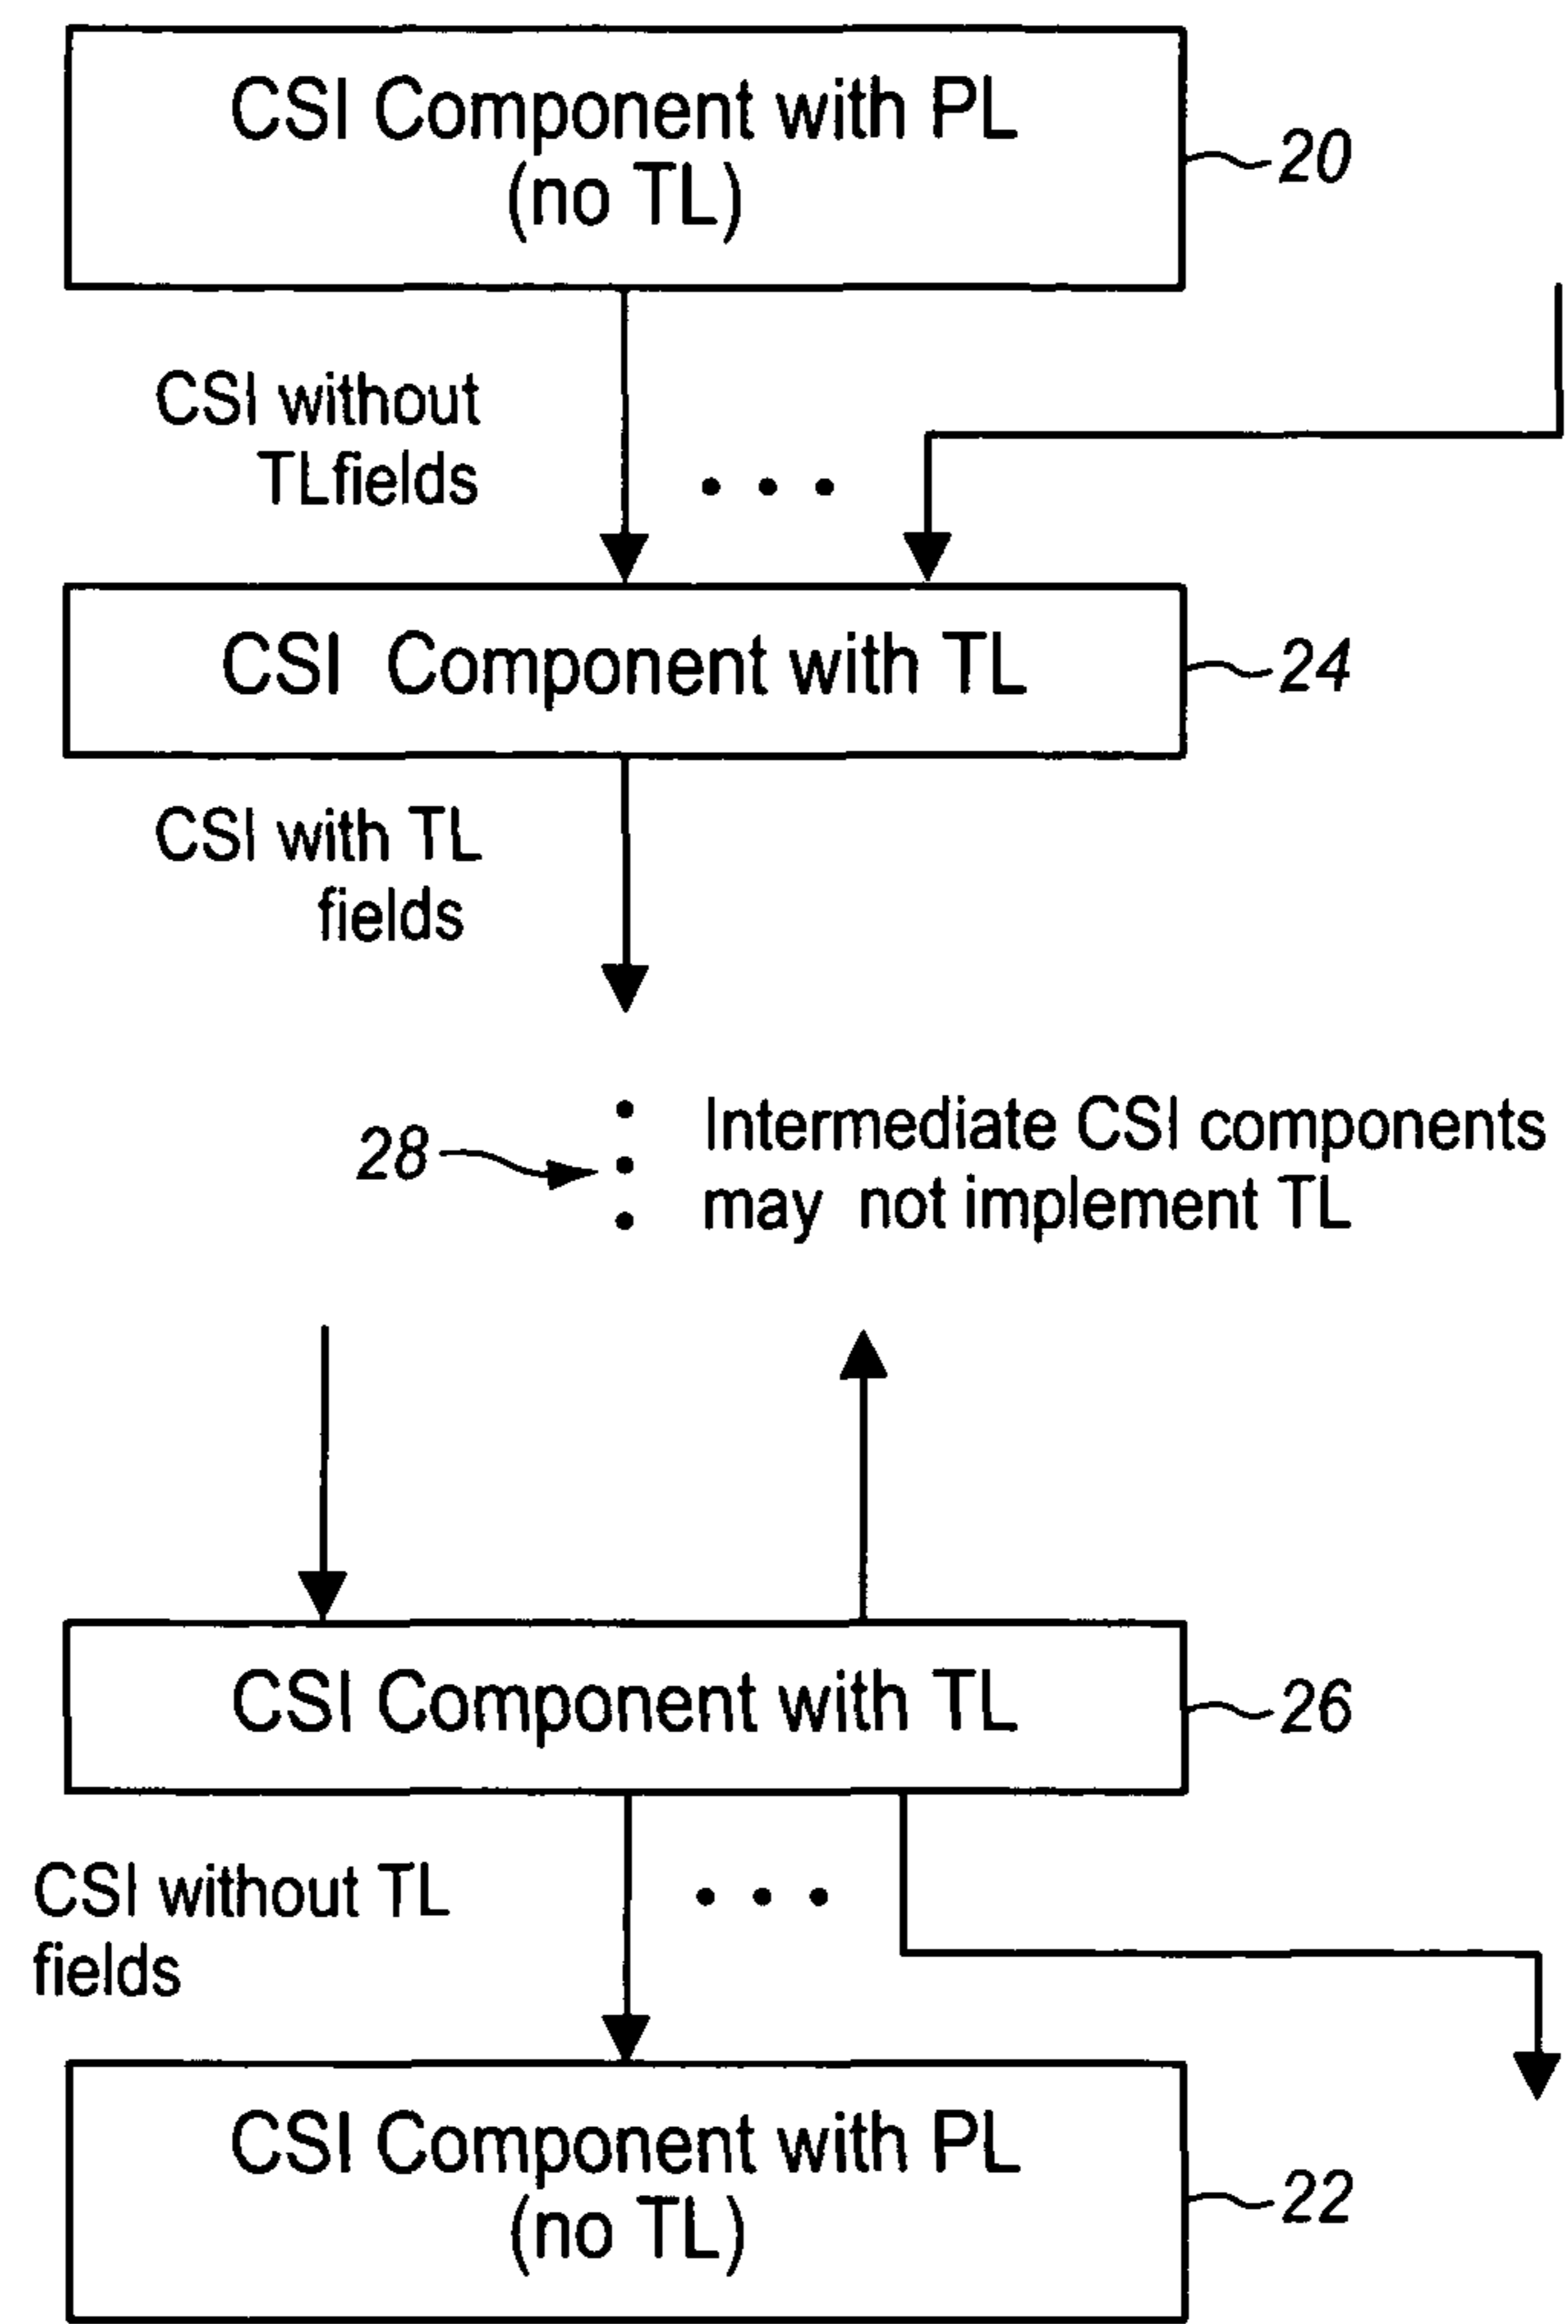 CSI Component with PL
(no TL)
20
CSI without
TLfields
CSI Component with TL
24
CSI with TL
fields
28
Intermediate CSI components
may not implement TL
CSI Component with TL
26
CSI without TL
fields
CSI Component with PL
(no TL)
22